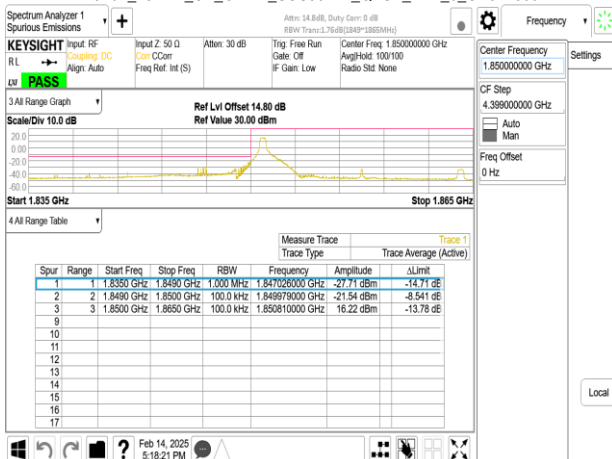 Spectrum Analyzer 1
Spurious Emissions
Attn: 14.8dB, Duty Corr: 0 dB
RBW Trans:1.76dB(1849~1865MHz)
Frequency
KEYSIGHT
RL
PASS
Input: RF
Coupling: DC
Align: Auto
Input Z: 50 Ω
Corr CCorr
Freq Ref: Int (S)
Atten: 30 dB
Trig: Free Run
Gate: Off
IF Gain: Low
Center Freq: 1.850000000 GHz
Avg|Hold: 100/100
Radio Std: None
Center Frequency
1.850000000 GHz
Settings
CF Step
4.399000000 GHz
Auto
Man
Freq Offset
0 Hz
3 All Range Graph
Scale/Div 10.0 dB
Ref Lvl Offset 14.80 dB
Ref Value 30.00 dBm
20.0
0.00
-20.0
-40.0
-60.0
Start 1.835 GHz
Stop 1.865 GHz
4 All Range Table
Measure Trace Trace 1
Trace Type Trace Average (Active)
Spur Range Start Freq Stop Freq RBW Frequency Amplitude ΔLimit
1 1 1.8350 GHz 1.8490 GHz 1.000 MHz 1.847026000 GHz -27.71 dBm -14.71 dB
2 2 1.8490 GHz 1.8500 GHz 100.0 kHz 1.849979000 GHz -21.54 dBm -8.541 dB
3 3 1.8500 GHz 1.8650 GHz 100.0 kHz 1.850810000 GHz 16.22 dBm -13.78 dB
9
10
11
12
13
14
15
16
17
Local
Feb 14, 2025
5:18:21 PM